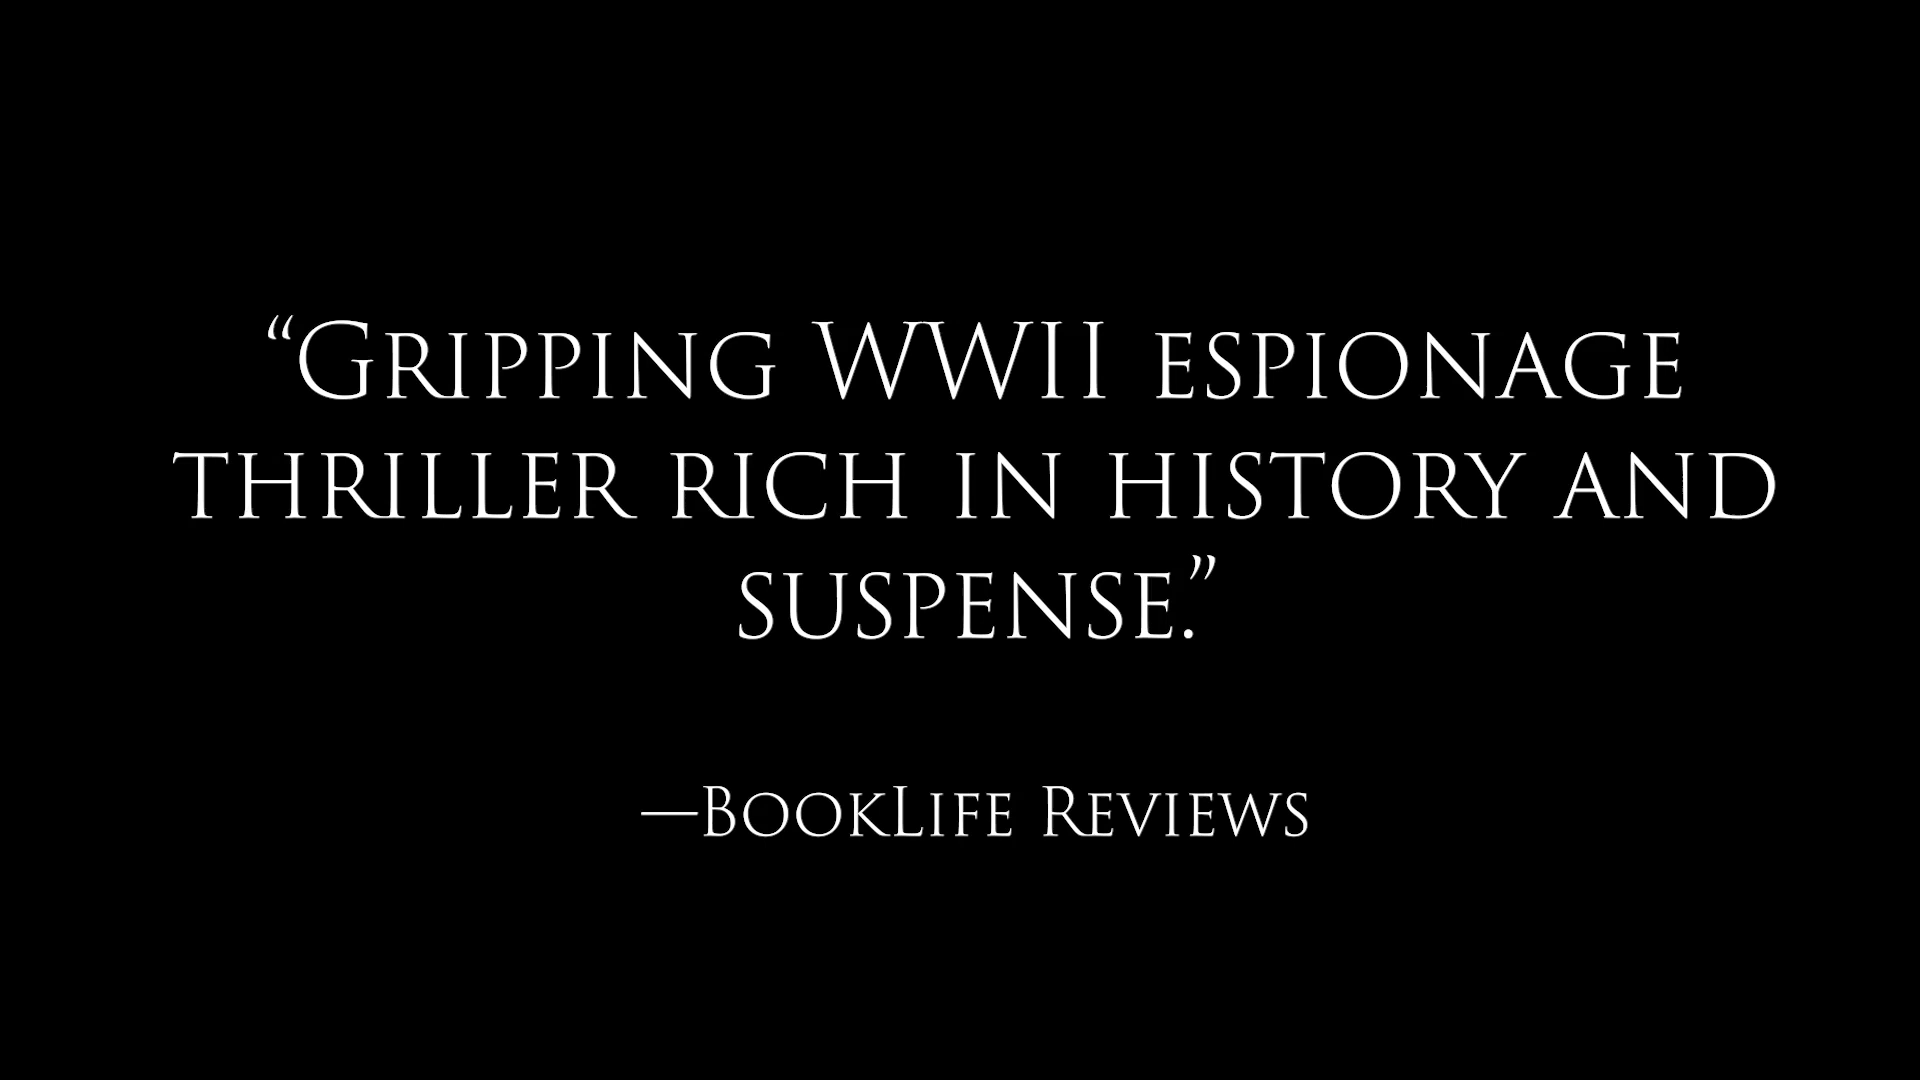 “Gripping WWII espionage
thriller rich in history and
suspense.”
—BookLife Reviews